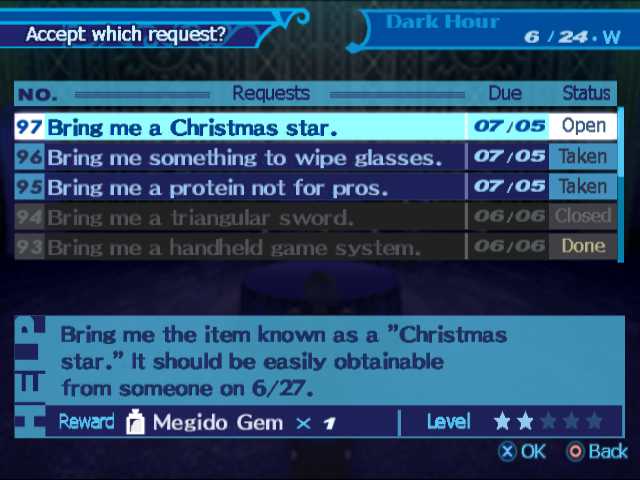 Accept which request?
Dark Hour
6 / 24 · W
NO. Requests Due Status
97 Bring me a Christmas star. 07/05 Open
96 Bring me something to wipe glasses. 07/05 Taken
95 Bring me a protein not for pros. 07/05 Taken
94 Bring me a triangular sword. 06/06 Closed
93 Bring me a handheld game system. 06/06 Done
HELP
Bring me the item known as a "Christmas
star." It should be easily obtainable
from someone on 6/27.
Reward Megido Gem × 1 Level ★★★★★
X OK O Back